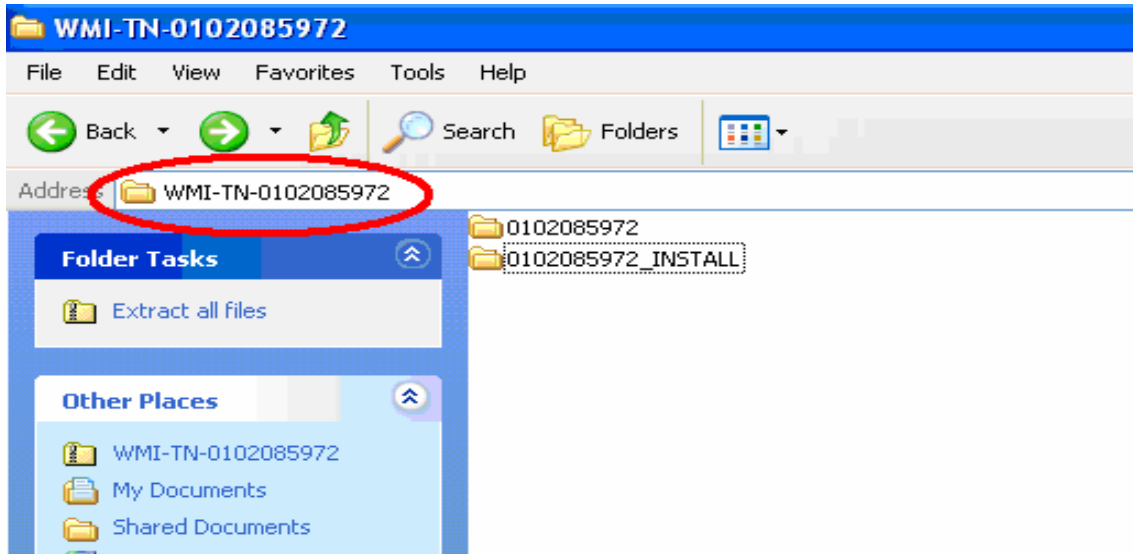 WMI-TN-0102085972
File Edit View Favorites Tools Help
Back Search Folders
Address WMI-TN-0102085972
0102085972
0102085972_INSTALL
Folder Tasks
Extract all files
Other Places
WMI-TN-0102085972
My Documents
Shared Documents